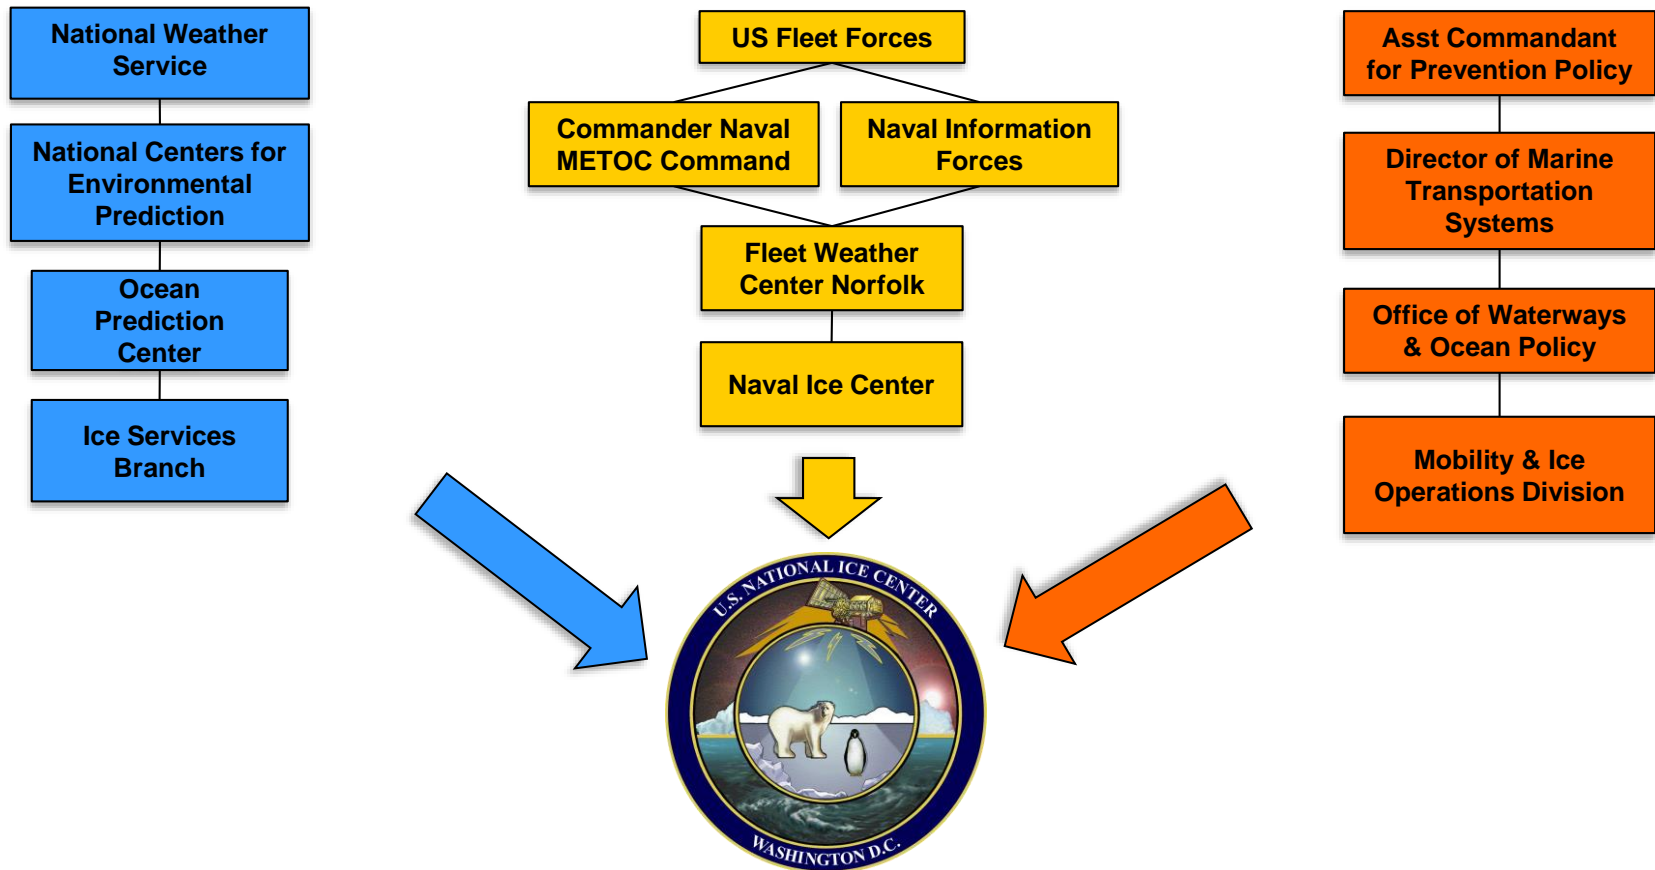 National Weather
Service
National Centers for
Environmental
Prediction
Ocean
Prediction
Center
Ice Services
Branch
US Fleet Forces
Commander Naval
METOC Command
Naval Information
Forces
Fleet Weather
Center Norfolk
Naval Ice Center
Asst Commandant
for Prevention Policy
Director of Marine
Transportation
Systems
Office of Waterways
& Ocean Policy
Mobility & Ice
Operations Division
U.S. NATIONAL ICE CENTER
WASHINGTON D.C.